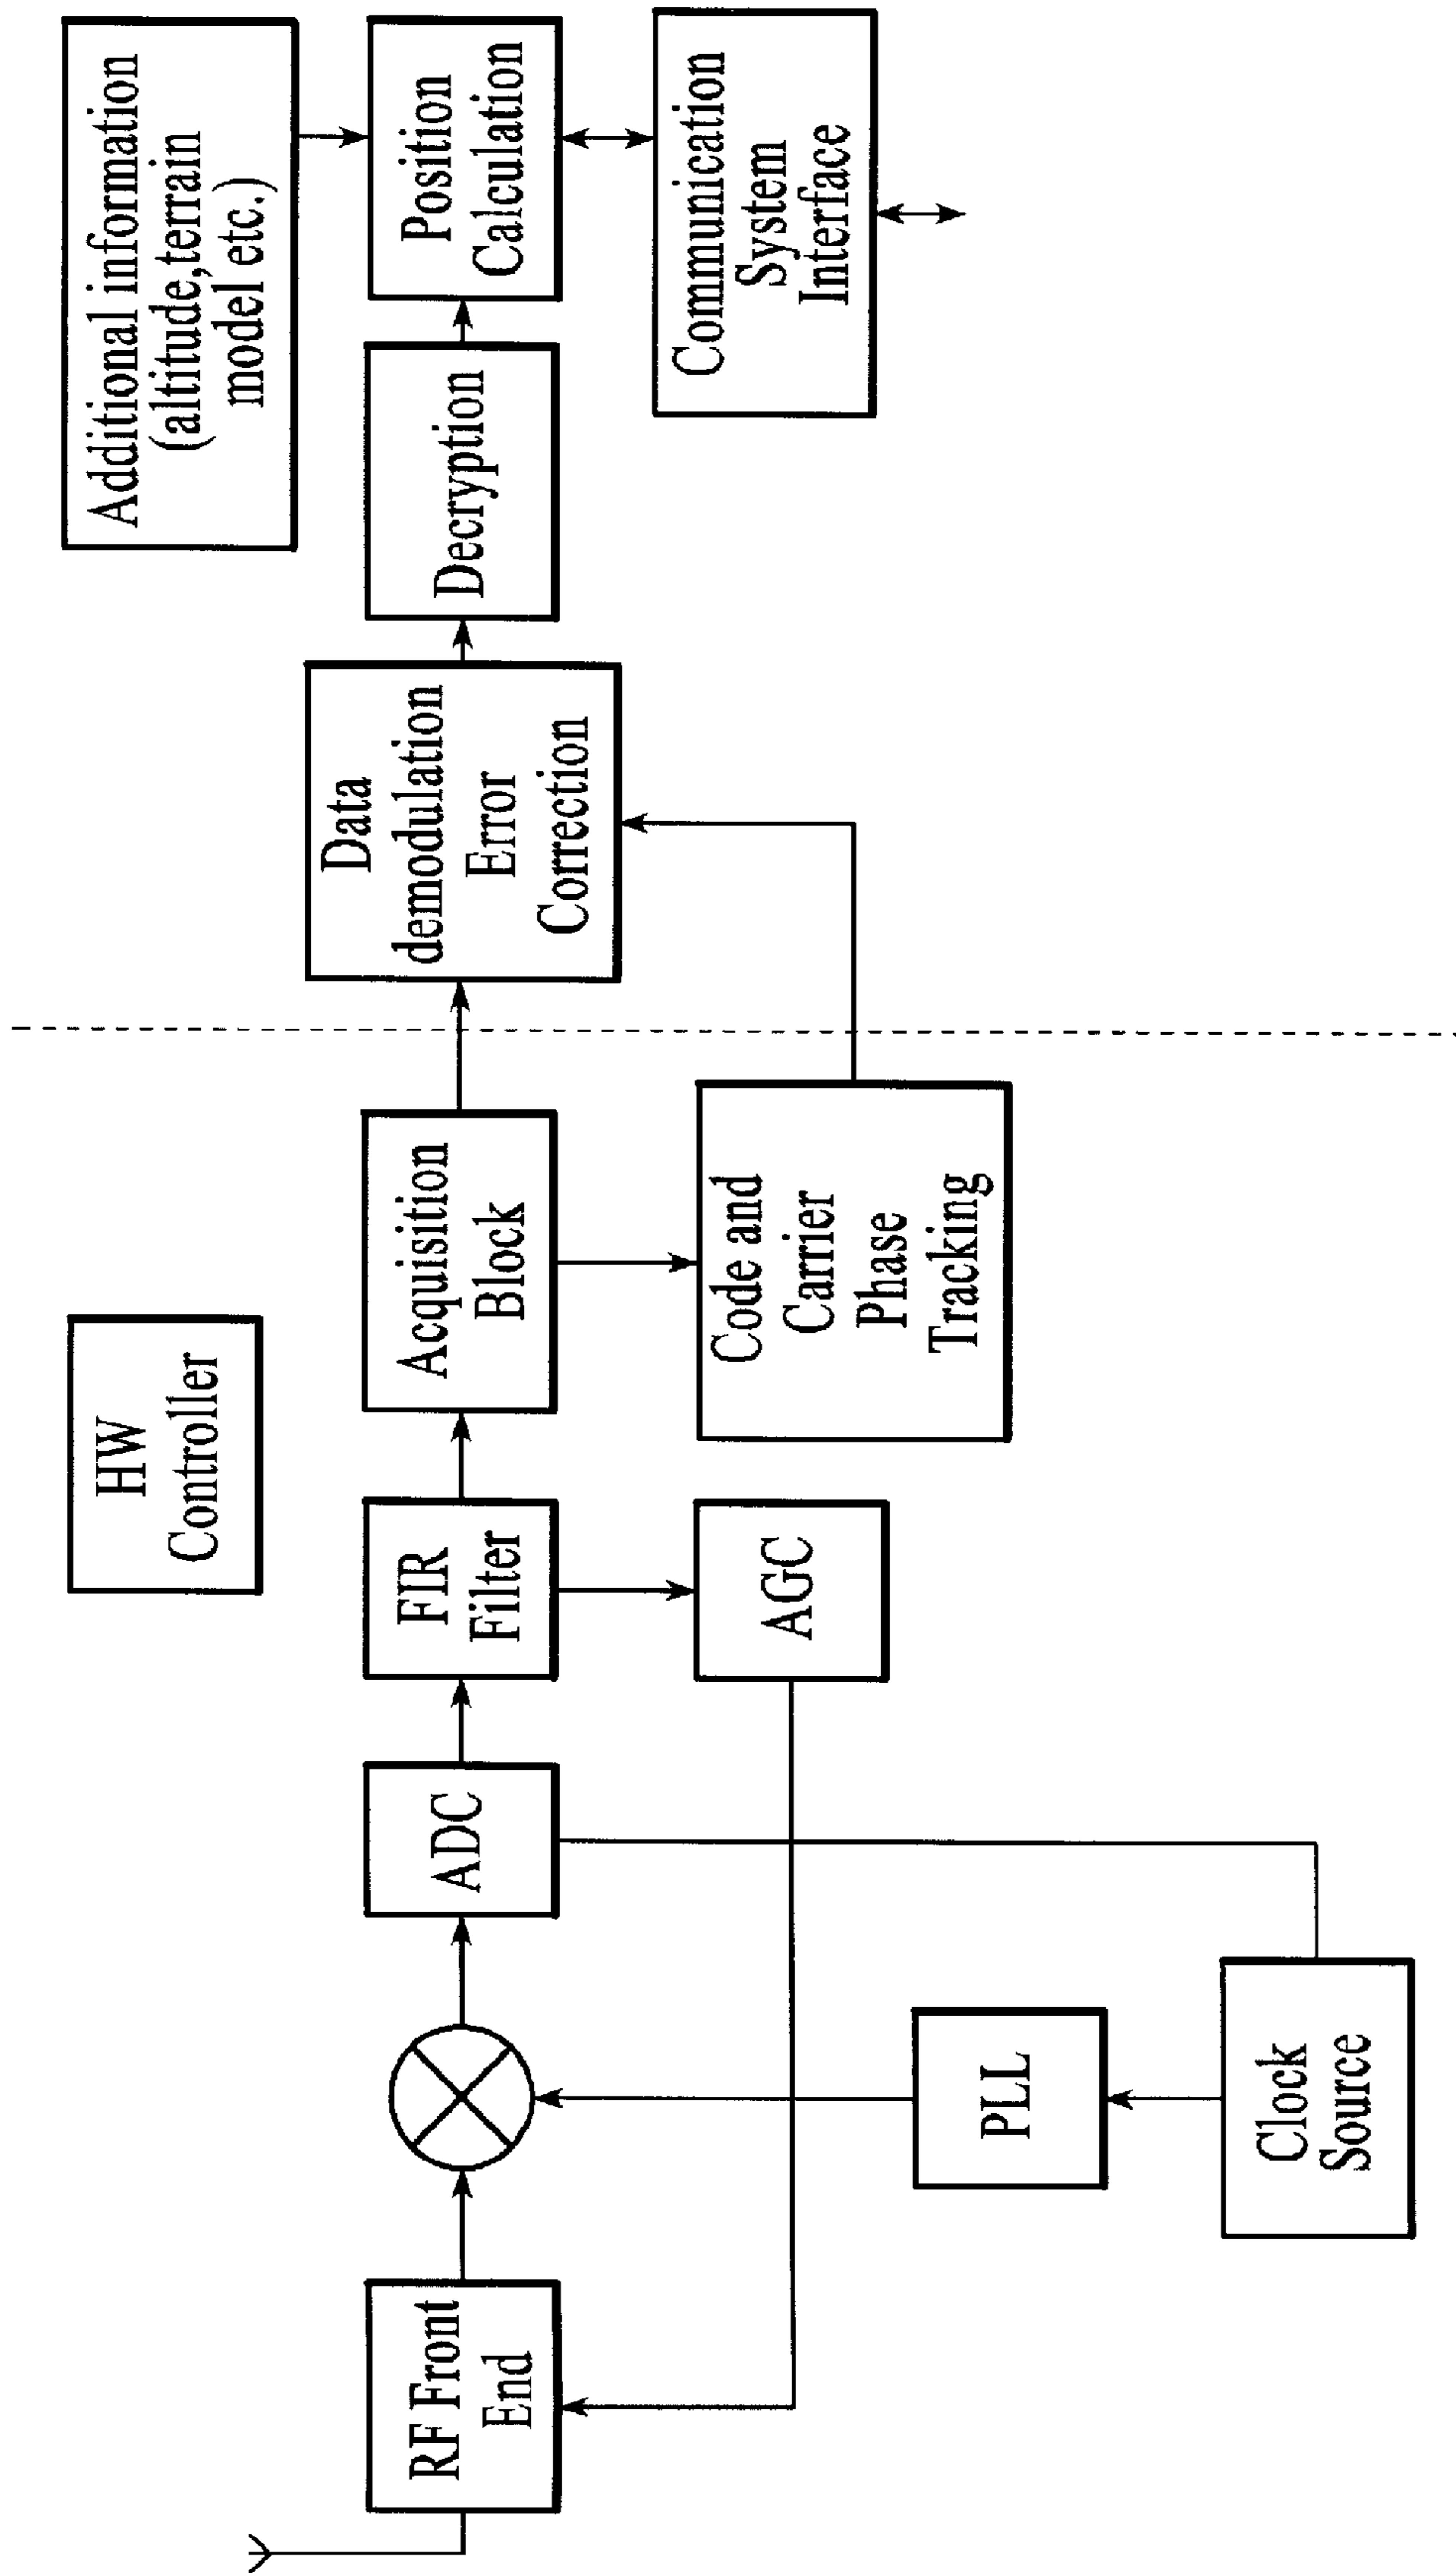 HW
Controller
Additional information
(altitude,terrain
model etc.)
RF Front
End
ADC
FIR
Filter
Acquisition
Block
Data
demodulation
Error
Correction
Decryption
Position
Calculation
AGC
Code and
Carrier
Phase
Tracking
Communication
System
Interface
PLL
Clock
Source